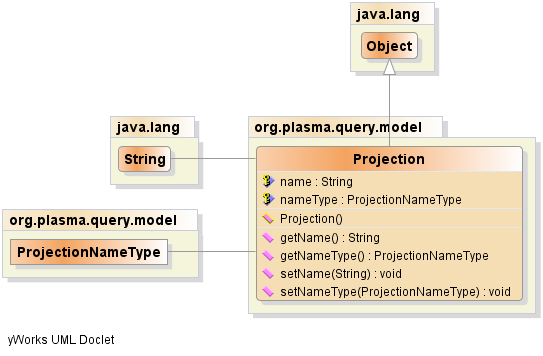 java.lang
Object
java.lang
String
org.plasma.query.model
Projection
name : String
nameType : ProjectionNameType
Projection()
getName() : String
getNameType() : ProjectionNameType
setName(String) : void
setNameType(ProjectionNameType) : void
org.plasma.query.model
ProjectionNameType
yWorks UML Doclet